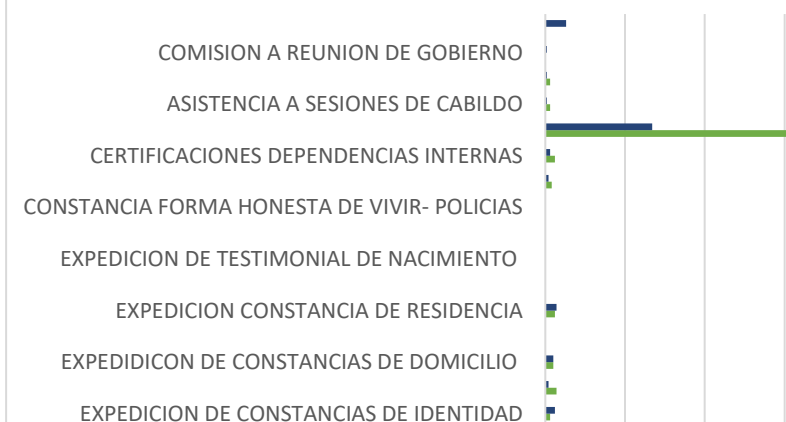 COMISION A REUNION DE GOBIERNO
ASISTENCIA A SESIONES DE CABILDO
CERTIFICACIONES DEPENDENCIAS INTERNAS
CONSTANCIA FORMA HONESTA DE VIVIR- POLICIAS
EXPEDICION DE TESTIMONIAL DE NACIMIENTO
EXPEDICION CONSTANCIA DE RESIDENCIA
EXPEDIDICON DE CONSTANCIAS DE DOMICILIO
EXPEDICION DE CONSTANCIAS DE IDENTIDAD